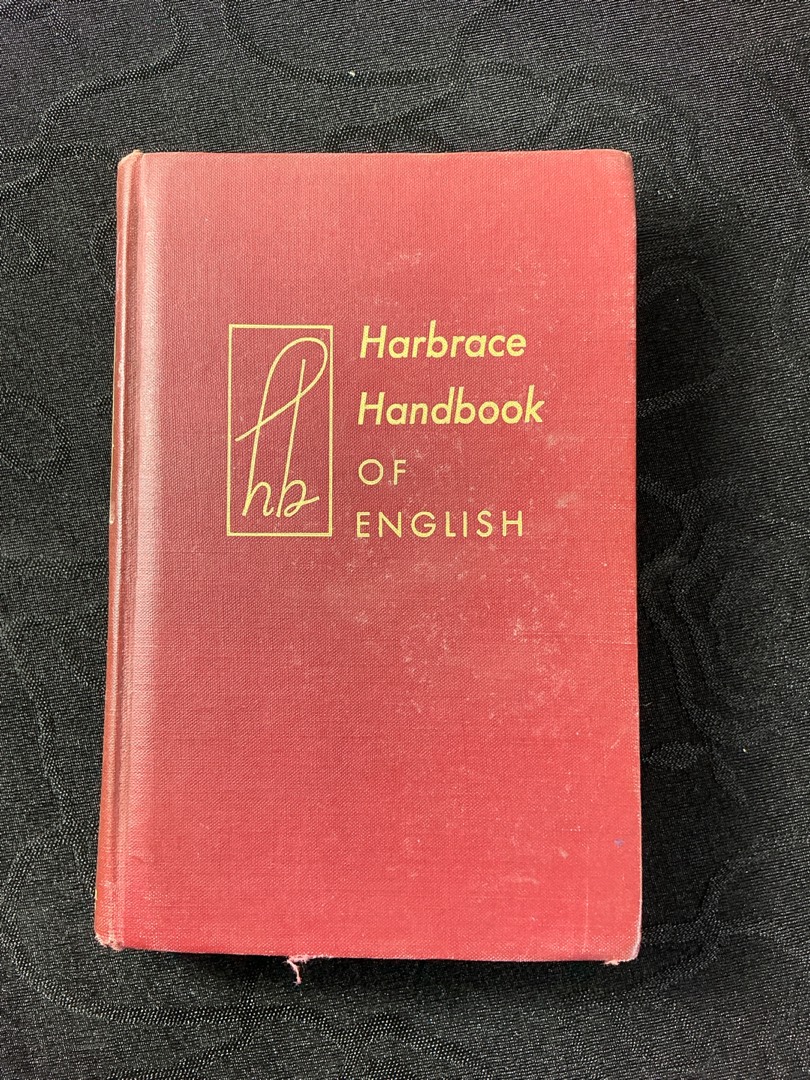 hb
Harbrace
Handbook
OF
ENGLISH